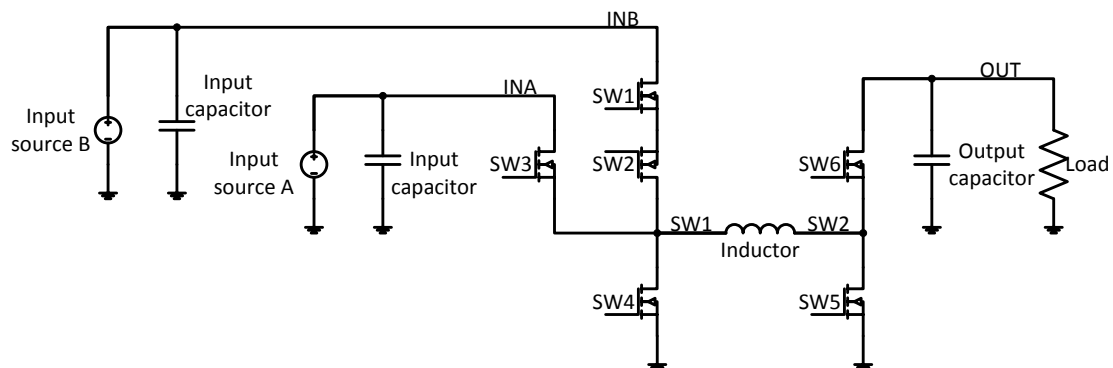 INB
Input
capacitor
SW1
OUT
INA
Input
source B
Input
source A
Input
capacitor
SW3
SW2
SW6
Output
capacitor
Load
SW1
SW2
Inductor
SW4
SW5